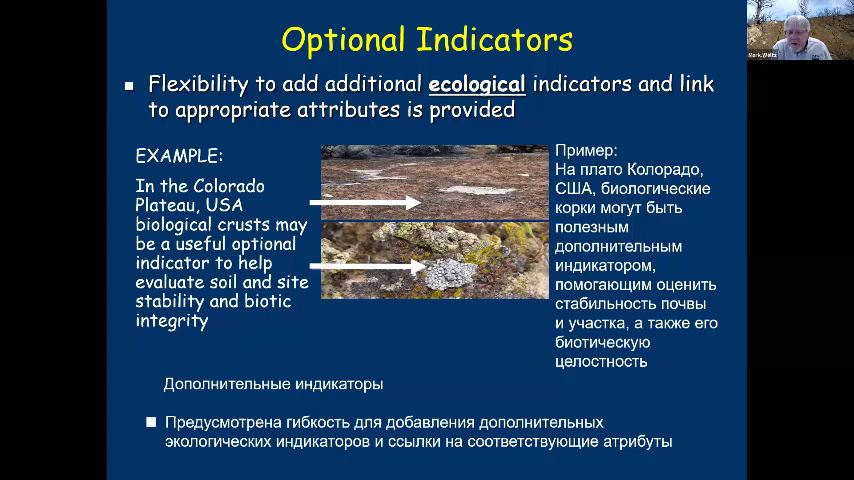 Optional Indicators
Flexibility to add additional ecological indicators and link
to appropriate attributes is provided
EXAMPLE:
In the Colorado
Plateau, USA
biological crusts may
be a useful optional
indicator to help
evaluate soil and site
stability and biotic
integrity
Пример:
На плато Колорадо,
США, биологические
корки могут быть
полезным
дополнительным
индикатором,
помогающим оценить
стабильность почвы
и участка, а также его
биотическую
целостность
Дополнительные индикаторы
Предусмотрена гибкость для добавления дополнительных
экологических индикаторов и ссылки на соответствующие атрибуты
Mark.Weltz